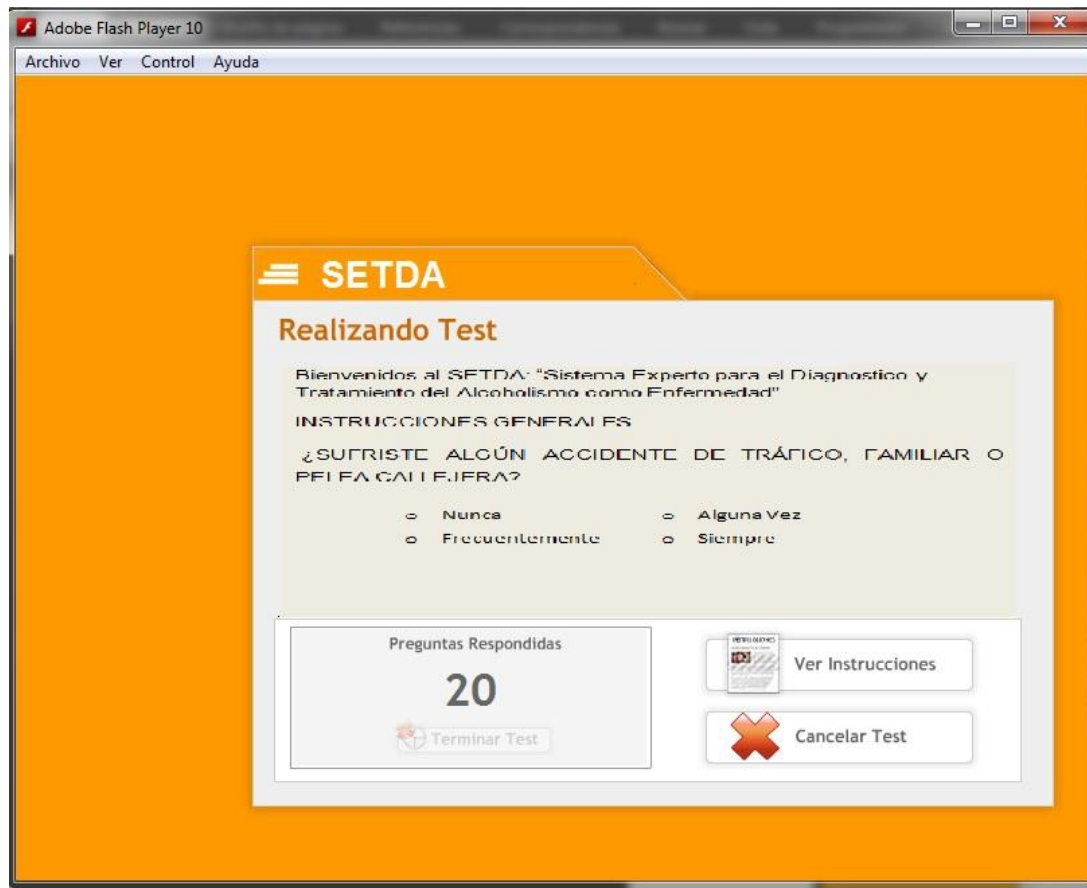 Adobe Flash Player 10
Archivo Ver Control Ayuda
SETDA
Realizando Test
Bienvenidos al SETDA: "Sistema Experto para el Diagnostico y
Tratamiento del Alcoholismo como Enfermedad"
INSTRUCCIONES GENERALES
¿SUFRISTE ALGÚN ACCIDENTE DE TRÁFICO, FAMILIAR O
PELEA CALLEJERA?
Nunca Alguna Vez
Frecuentemente Siempre
Preguntas Respondidas
20
Terminar Test
Ver Instrucciones
Cancelar Test